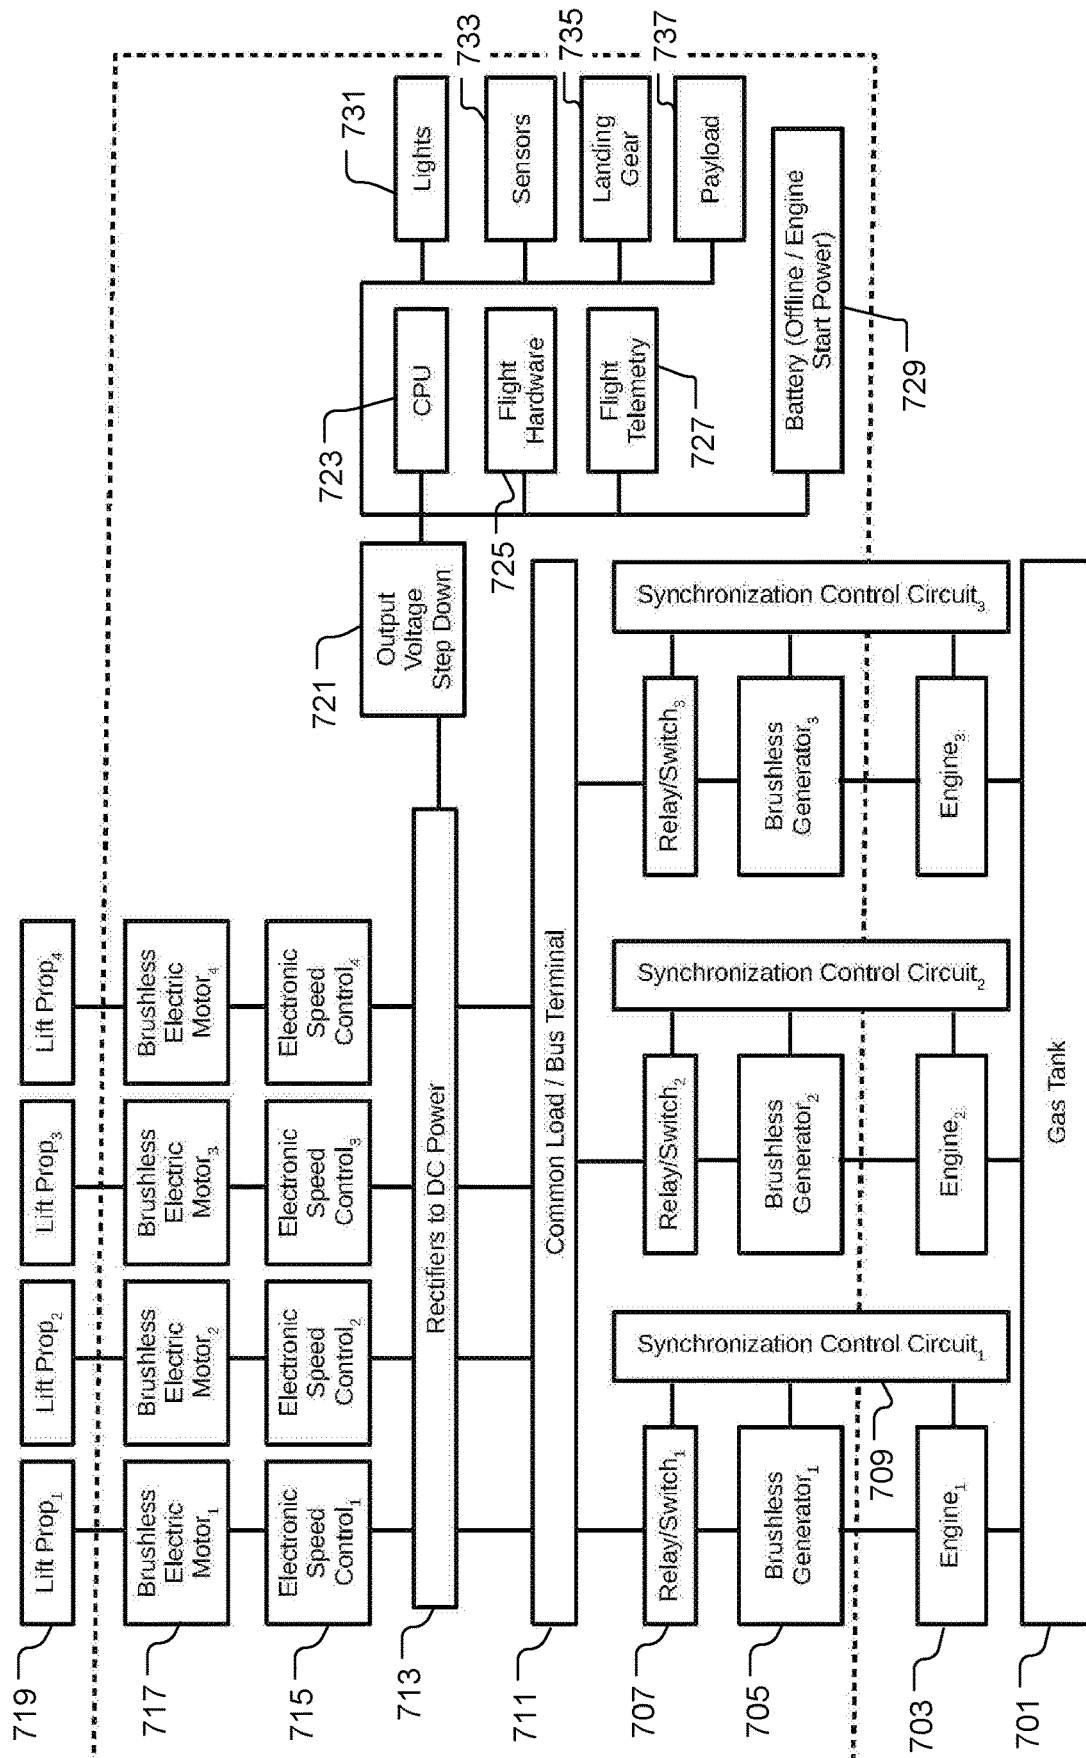 719
Lift Prop1
Lift Prop2
Lift Prop3
Lift Prop4
717
Brushless
Electric
Motor1
Brushless
Electric
Motor2
Brushless
Electric
Motor3
Brushless
Electric
Motor4
715
Electronic
Speed
Control1
Electronic
Speed
Control2
Electronic
Speed
Control3
Electronic
Speed
Control4
713
Rectifiers to DC Power
721
Output
Voltage
Step Down
723
CPU
725
Flight
Hardware
Flight
Telemetry
727
731
Lights
733
Sensors
735
Landing
Gear
737
Payload
Battery (Offline / Engine
Start Power)
729
711
Common Load / Bus Terminal
707
Relay/Switch1
Relay/Switch2
Relay/Switch3
705
Brushless
Generator1
Brushless
Generator2
Brushless
Generator3
Synchronization Control Circuit1
Synchronization Control Circuit2
Synchronization Control Circuit3
709
703
Engine1
Engine2
Engine3
701
Gas Tank